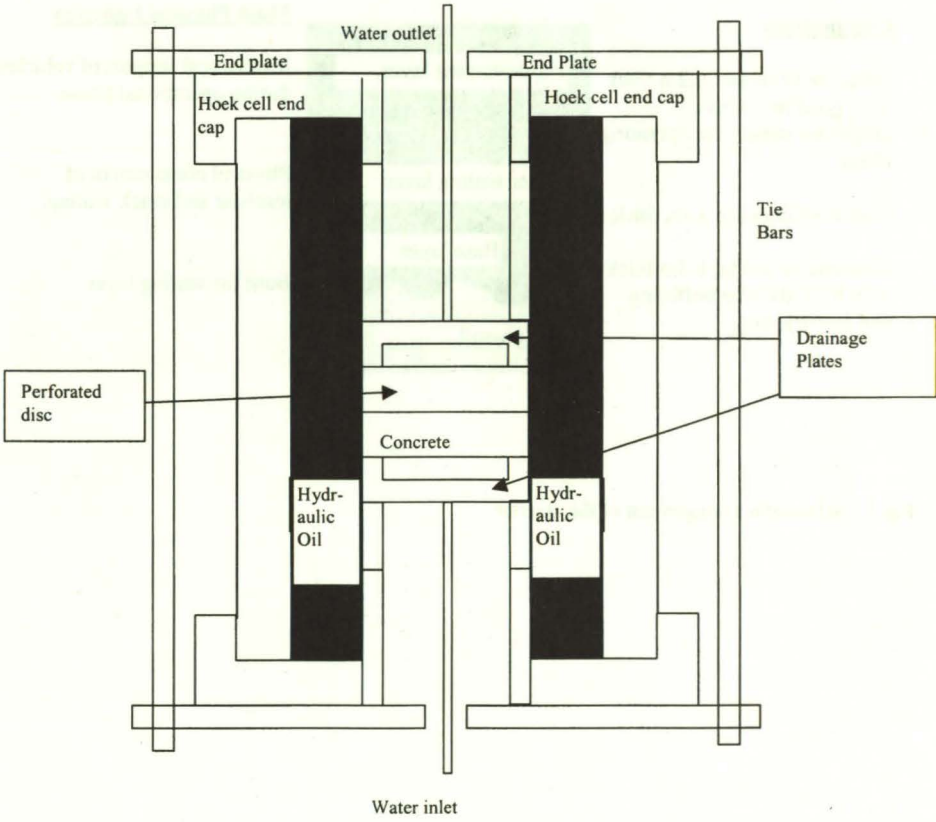 Water outlet
End plate
End Plate
Hoek cell end
cap
Hoek cell end cap
Tie
Bars
Drainage
Plates
Perforated
disc
Concrete
Hydr-
aulic
Oil
Hydr-
aulic
Oil
Water inlet